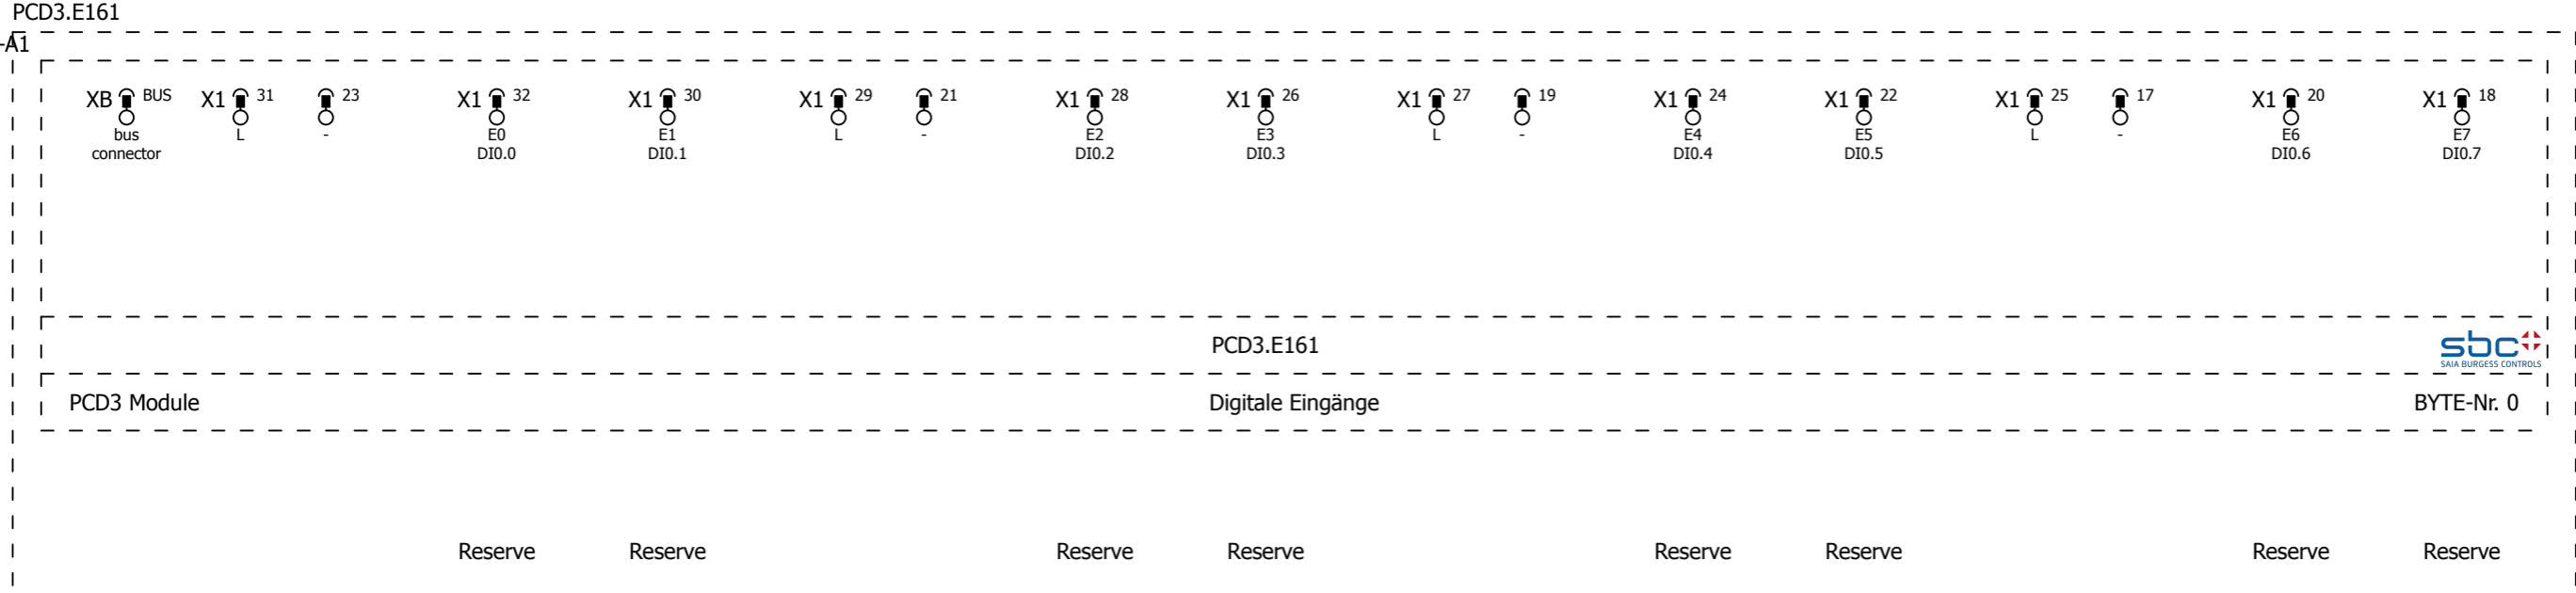 PCD3.E161
-A1
XB BUS X1 31 23 X1 32 X1 30 X1 29 21 X1 28 X1 26 X1 27 19 X1 24 X1 22 X1 25 17 X1 20 X1 18
bus L - E0 E1 L - E2 E3 L - E4 E5 L - E6 E7
connector DI0.0 DI0.1 DI0.2 DI0.3 DI0.4 DI0.5 DI0.6 DI0.7
PCD3.E161
sbc
SAIA BURGESS CONTROLS
PCD3 Module Digitale Eingänge BYTE-Nr. 0
Reserve Reserve Reserve Reserve Reserve Reserve Reserve Reserve